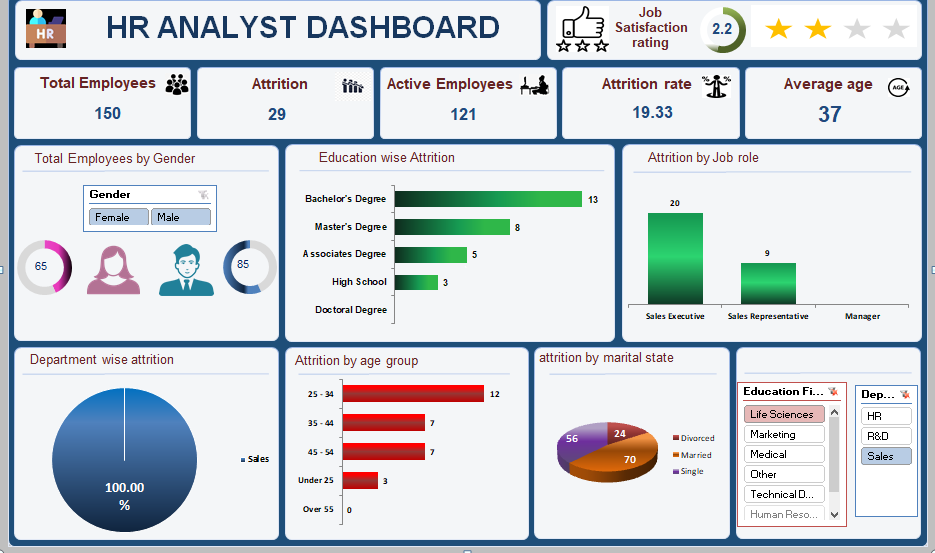 HR
HR ANALYST DASHBOARD
Job
Satisfaction
rating
2.2
Total Employees
150
Attrition
29
Active Employees
121
Attrition rate
% %
19.33
Average age
AGE
37
Total Employees by Gender
Gender
Female Male
65
85
Education wise Attrition
Bachelor's Degree 13
Master's Degree 8
Associates Degree 5
High School 3
Doctoral Degree
Attrition by Job role
20
9
Sales Executive Sales Representative Manager
Department wise attrition
100.00
%
Sales
Attrition by age group
25 - 34 12
35 - 44 7
45 - 54 7
Under 25 3
Over 55 0
attrition by marital state
56
24
70
Divorced
Married
Single
Education Fi...
Life Sciences
Marketing
Medical
Other
Technical D...
Human Reso...
Dep...
HR
R&D
Sales